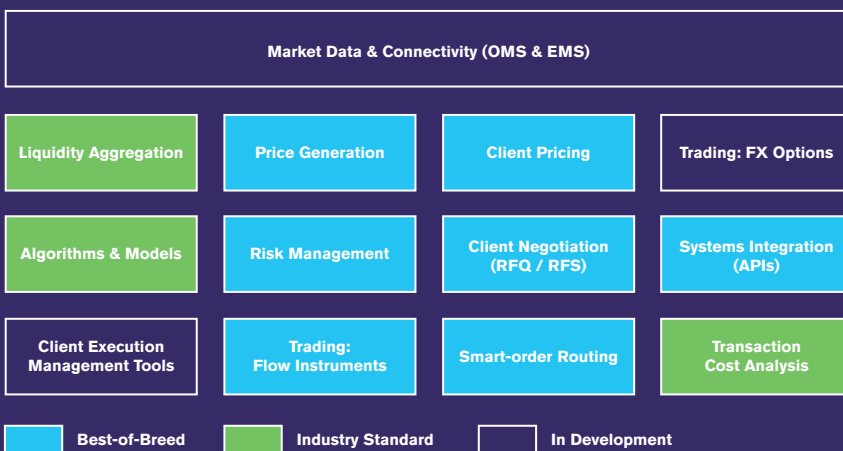 Market Data & Connectivity (OMS & EMS)
Liquidity Aggregation
Price Generation
Client Pricing
Trading: FX Options
Algorithms & Models
Risk Management
Client Negotiation
(RFQ / RFS)
Systems Integration
(APIs)
Client Execution
Management Tools
Trading:
Flow Instruments
Smart-order Routing
Transaction
Cost Analysis
Best-of-Breed
Industry Standard
In Development